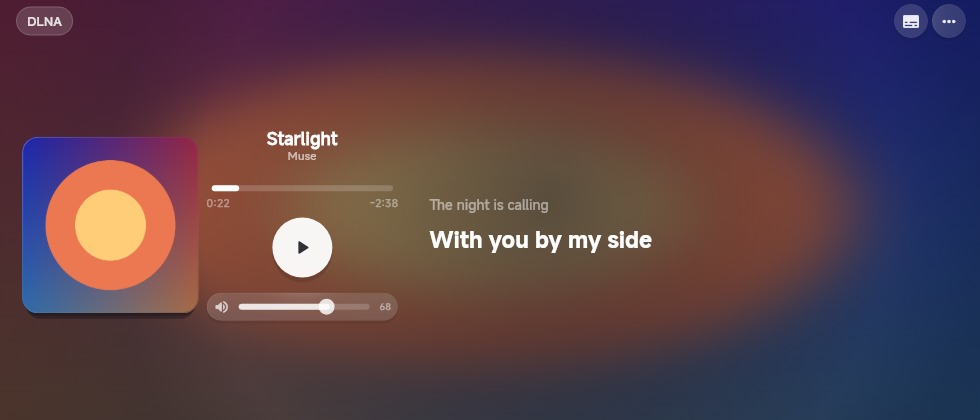 DLNA
Starlight
Muse
0:22
-2:38
The night is calling
With you by my side
68